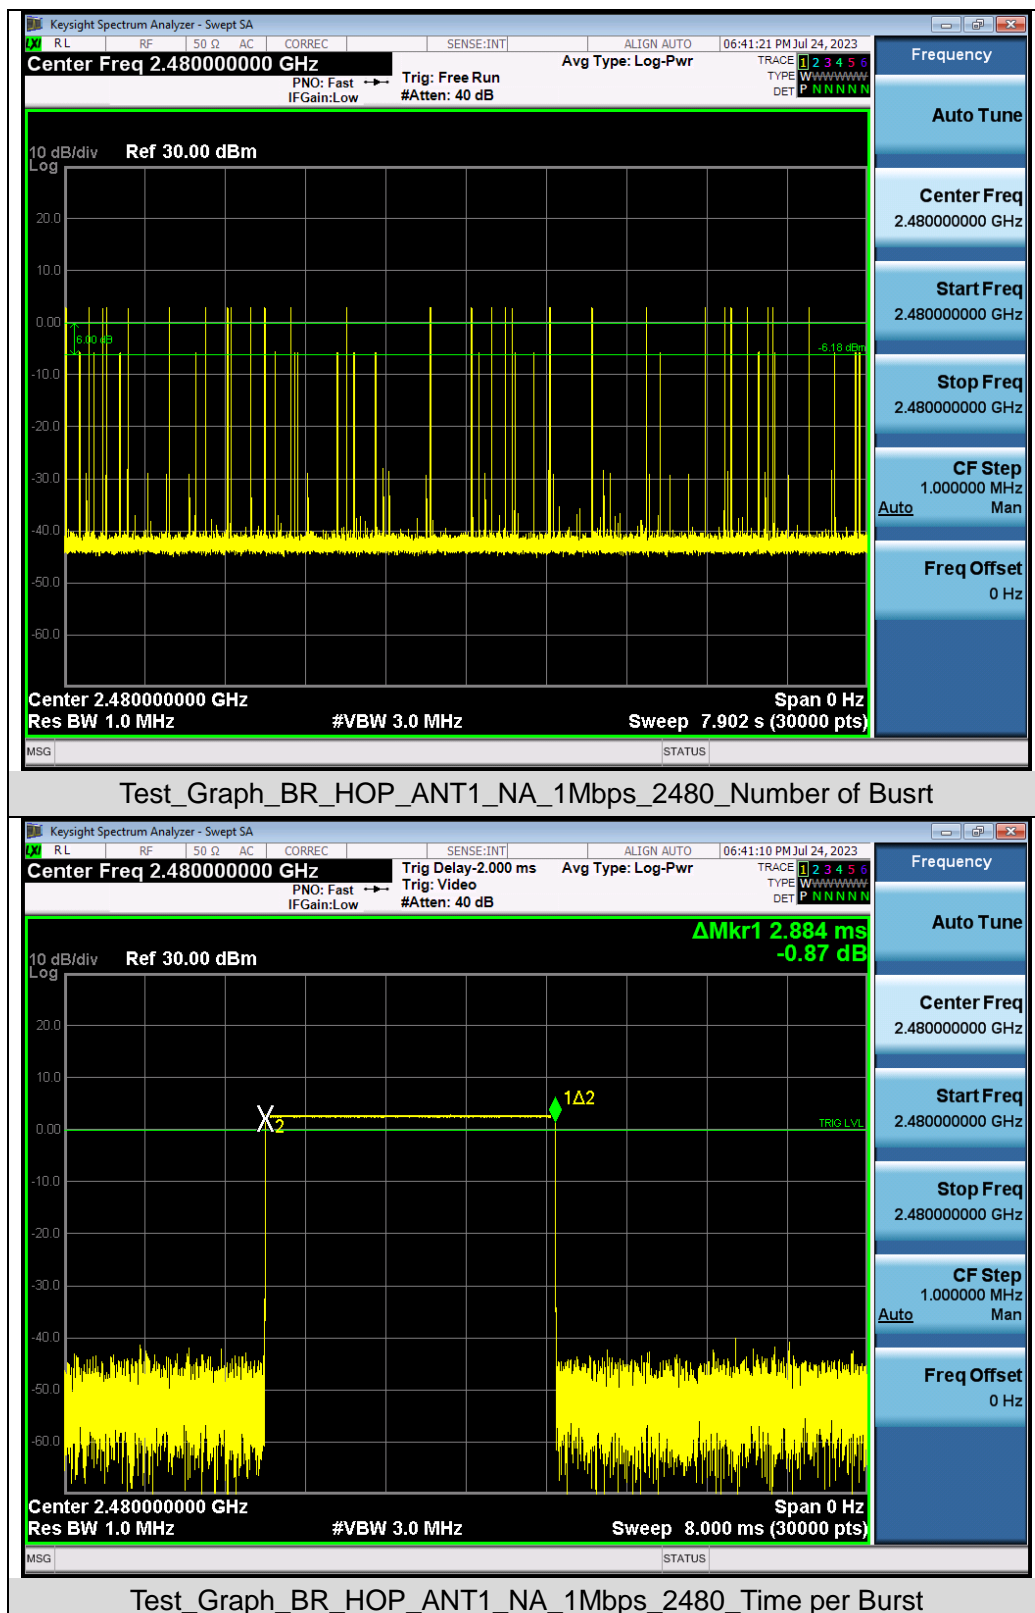 Keysight Spectrum Analyzer - Swept SA
LXI RL RF 50 Ω AC CORREC SENSE:INT ALIGN AUTO 06:41:21 PM Jul 24, 2023
Center Freq 2.480000000 GHz
PNO: Fast
IFGain:Low
Trig: Free Run
#Atten: 40 dB
Avg Type: Log-Pwr
TRACE 1 2 3 4 5 6
TYPE WWWWWW
DET P N N N N N
10 dB/div Ref 30.00 dBm
Log
20.0
10.0
0.00
6.00 dB
-6.18 dBm
-10.0
-20.0
-30.0
-40.0
-50.0
-60.0
Center 2.480000000 GHz Span 0 Hz
Res BW 1.0 MHz #VBW 3.0 MHz Sweep 7.902 s (30000 pts)
MSG STATUS
Frequency
Auto Tune
Center Freq
2.480000000 GHz
Start Freq
2.480000000 GHz
Stop Freq
2.480000000 GHz
CF Step
1.000000 MHz
Auto Man
Freq Offset
0 Hz
Test_Graph_BR_HOP_ANT1_NA_1Mbps_2480_Number of Busrt
Keysight Spectrum Analyzer - Swept SA
LXI RL RF 50 Ω AC CORREC SENSE:INT ALIGN AUTO 06:41:10 PM Jul 24, 2023
Center Freq 2.480000000 GHz
PNO: Fast
IFGain:Low
Trig Delay-2.000 ms
Trig: Video
#Atten: 40 dB
Avg Type: Log-Pwr
TRACE 1 2 3 4 5 6
TYPE WWWWWW
DET P N N N N N
ΔMkr1 2.884 ms
-0.87 dB
10 dB/div Ref 30.00 dBm
Log
20.0
10.0
1Δ2
X2
0.00
TRIG LVL
-10.0
-20.0
-30.0
-40.0
-50.0
-60.0
Center 2.480000000 GHz Span 0 Hz
Res BW 1.0 MHz #VBW 3.0 MHz Sweep 8.000 ms (30000 pts)
MSG STATUS
Frequency
Auto Tune
Center Freq
2.480000000 GHz
Start Freq
2.480000000 GHz
Stop Freq
2.480000000 GHz
CF Step
1.000000 MHz
Auto Man
Freq Offset
0 Hz
Test_Graph_BR_HOP_ANT1_NA_1Mbps_2480_Time per Burst